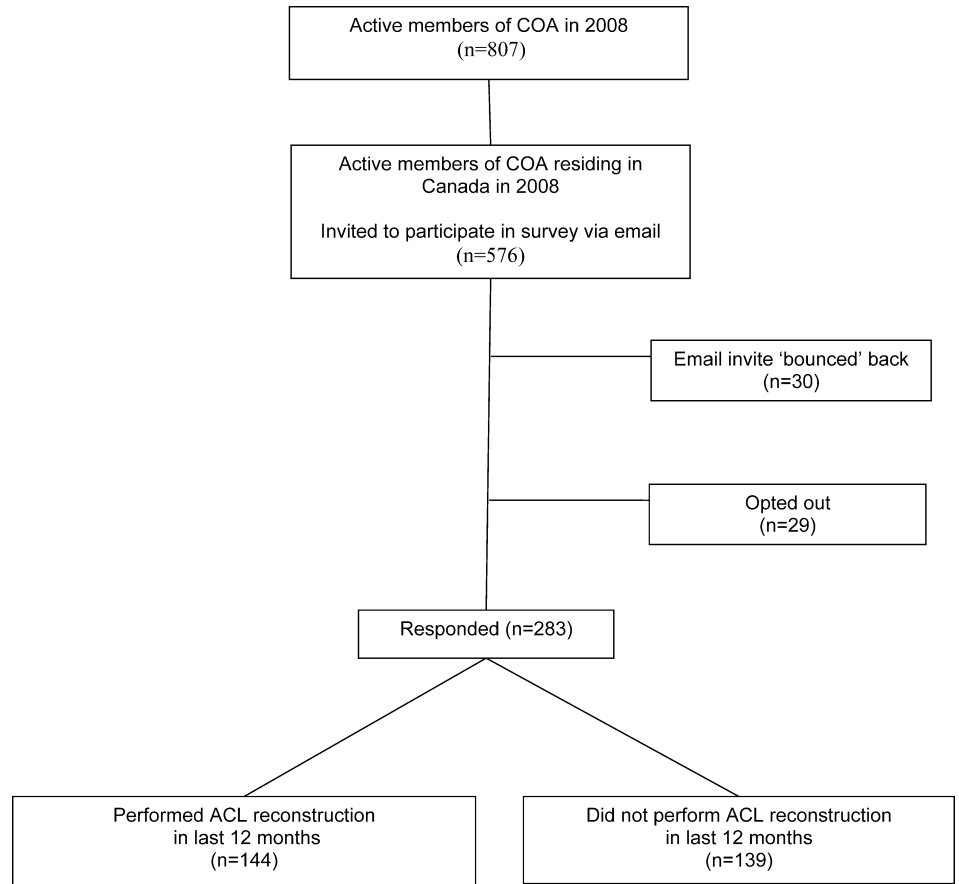 Active members of COA in 2008
(n=807)
Active members of COA residing in
Canada in 2008
Invited to participate in survey via email
(n=576)
Email invite ‘bounced’ back
(n=30)
Opted out
(n=29)
Responded (n=283)
Performed ACL reconstruction
in last 12 months
(n=144)
Did not perform ACL reconstruction
in last 12 months
(n=139)